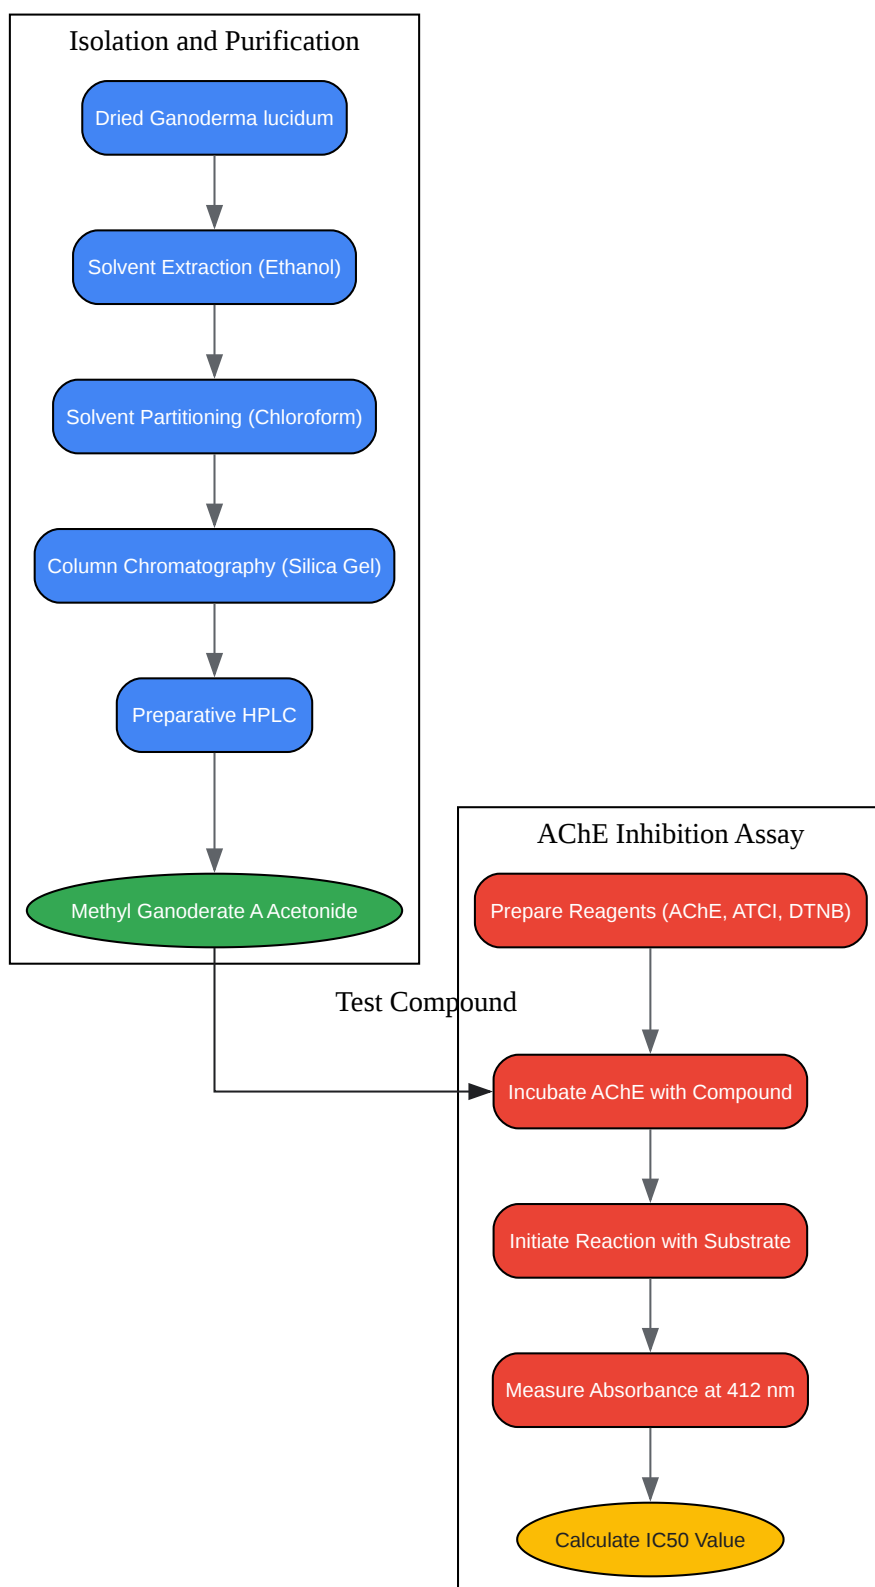 Isolation and Purification
Dried Ganoderma lucidum
Solvent Extraction (Ethanol)
Solvent Partitioning (Chloroform)
Column Chromatography (Silica Gel)
Preparative HPLC
Methyl Ganoderate A Acetonide
Test Compound
AChE Inhibition Assay
Prepare Reagents (AChE, ATCI, DTNB)
Incubate AChE with Compound
Initiate Reaction with Substrate
Measure Absorbance at 412 nm
Calculate IC50 Value